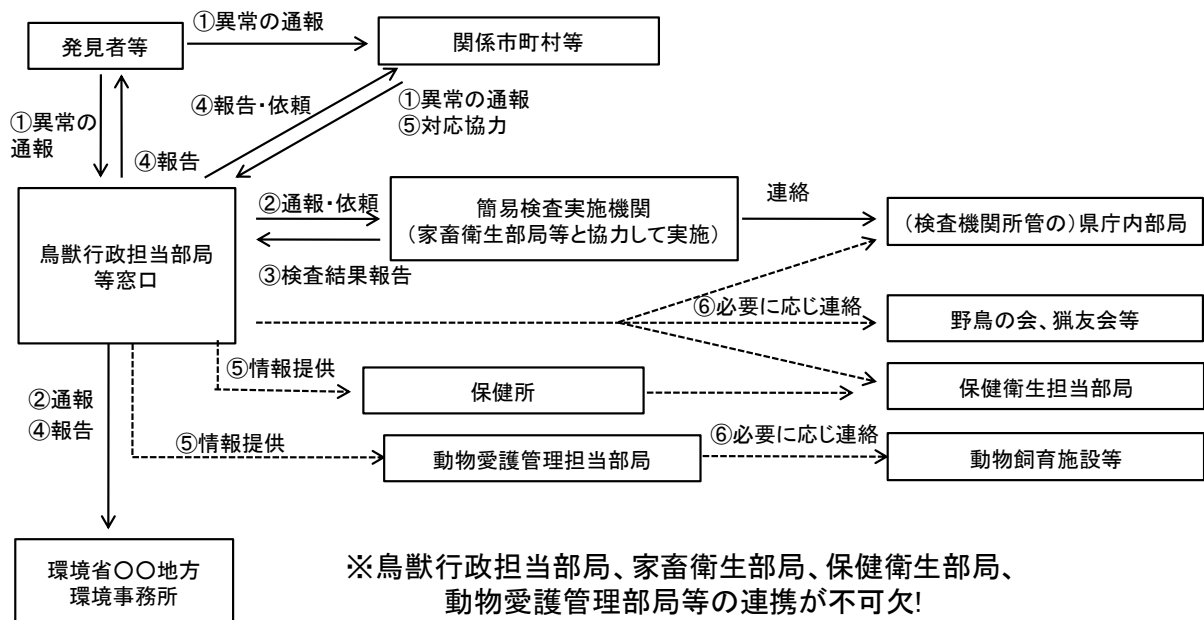 発見者等
①異常の通報
関係市町村等
①異常の
通報
④報告
④報告・依頼
①異常の通報
⑤対応協力
鳥獣行政担当部局
等窓口
②通報・依頼
③検査結果報告
簡易検査実施機関
(家畜衛生部局等と協力して実施)
連絡
(検査機関所管の)県庁内部局
⑥必要に応じ連絡
野鳥の会、猟友会等
⑤情報提供
保健所
保健衛生担当部局
②通報
④報告
⑤情報提供
動物愛護管理担当部局
⑥必要に応じ連絡
動物飼育施設等
環境省〇〇地方
環境事務所
※鳥獣行政担当部局、家畜衛生部局、保健衛生部局、
動物愛護管理部局等の連携が不可欠!